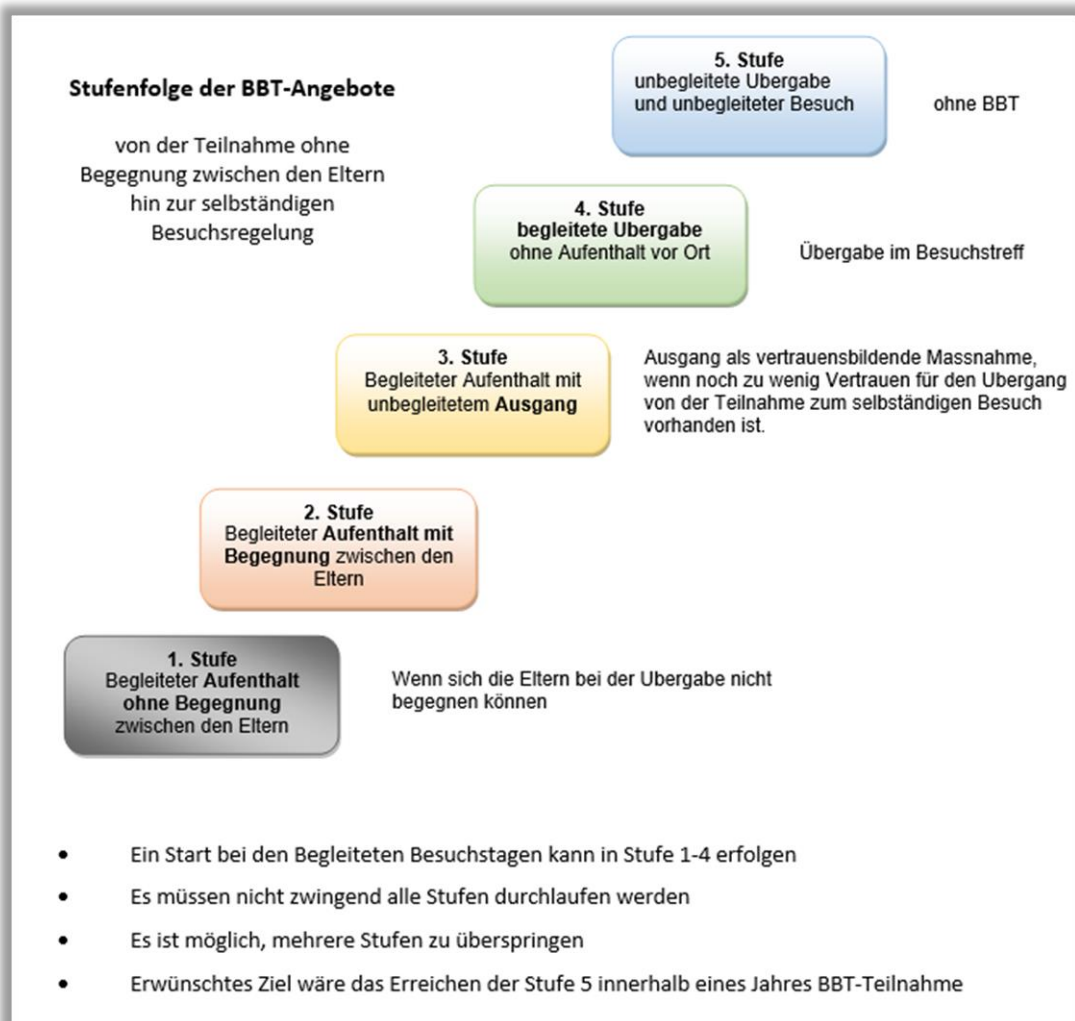 Stufenfolge der BBT-Angebote
von der Teilnahme ohne
Begegnung zwischen den Eltern
hin zur selbständigen
Besuchsregelung
5. Stufe
unbegleitete Ubergabe
und unbegleiteter Besuch
ohne BBT
4. Stufe
begleitete Ubergabe
ohne Aufenthalt vor Ort
Übergabe im Besuchstreff
3. Stufe
Begleiteter Aufenthalt mit
unbegleitetem Ausgang
Ausgang als vertrauensbildende Massnahme,
wenn noch zu wenig Vertrauen für den Ubergang
von der Teilnahme zum selbständigen Besuch
vorhanden ist.
2. Stufe
Begleiteter Aufenthalt mit
Begegnung zwischen den
Eltern
1. Stufe
Begleiteter Aufenthalt
ohne Begegnung
zwischen den Eltern
Wenn sich die Eltern bei der Ubergabe nicht
begegnen können
• Ein Start bei den Begleiteten Besuchstagen kann in Stufe 1-4 erfolgen
• Es müssen nicht zwingend alle Stufen durchlaufen werden
• Es ist möglich, mehrere Stufen zu überspringen
• Erwünschtes Ziel wäre das Erreichen der Stufe 5 innerhalb eines Jahres BBT-Teilnahme